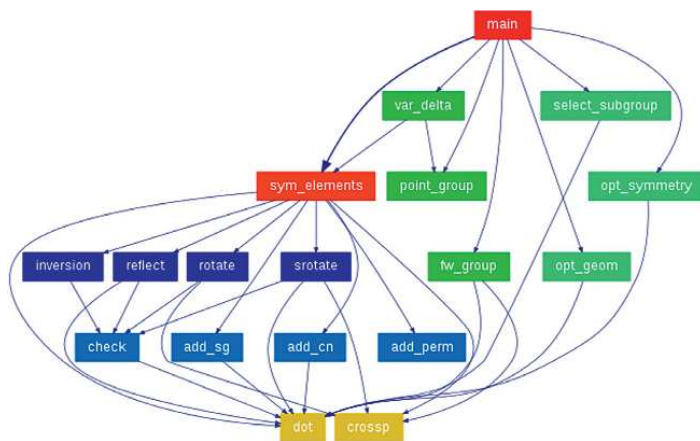 main
var_delta
select_subgroup
sym_elements
point_group
opt_symmetry
inversion
reflect
rotate
srotate
fw_group
opt_geom
check
add_sg
add_cn
add_perm
dot
crossp